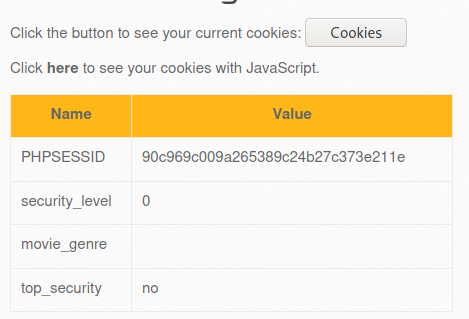 Click the button to see your current cookies: Cookies
Click here to see your cookies with JavaScript.
Name Value
PHPSESSID 90c969c009a265389c24b27c373e211e
security_level 0
movie_genre
top_security no